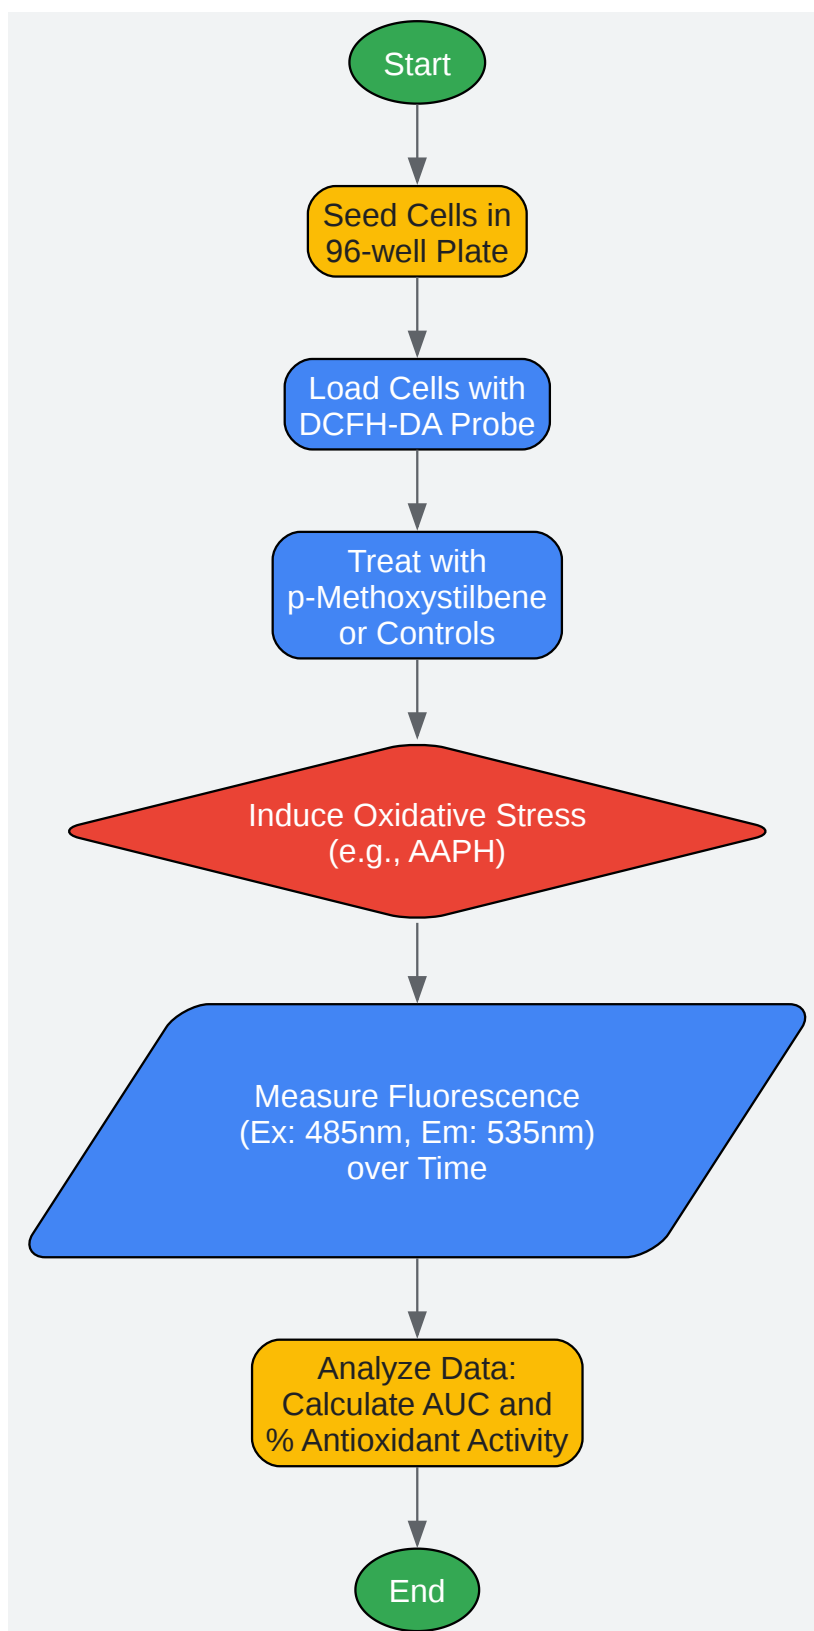 Start
Seed Cells in
96-well Plate
Load Cells with
DCFH-DA Probe
Treat with
p-Methoxystilbene
or Controls
Induce Oxidative Stress
(e.g., AAPH)
Measure Fluorescence
(Ex: 485nm, Em: 535nm)
over Time
Analyze Data:
Calculate AUC and
% Antioxidant Activity
End